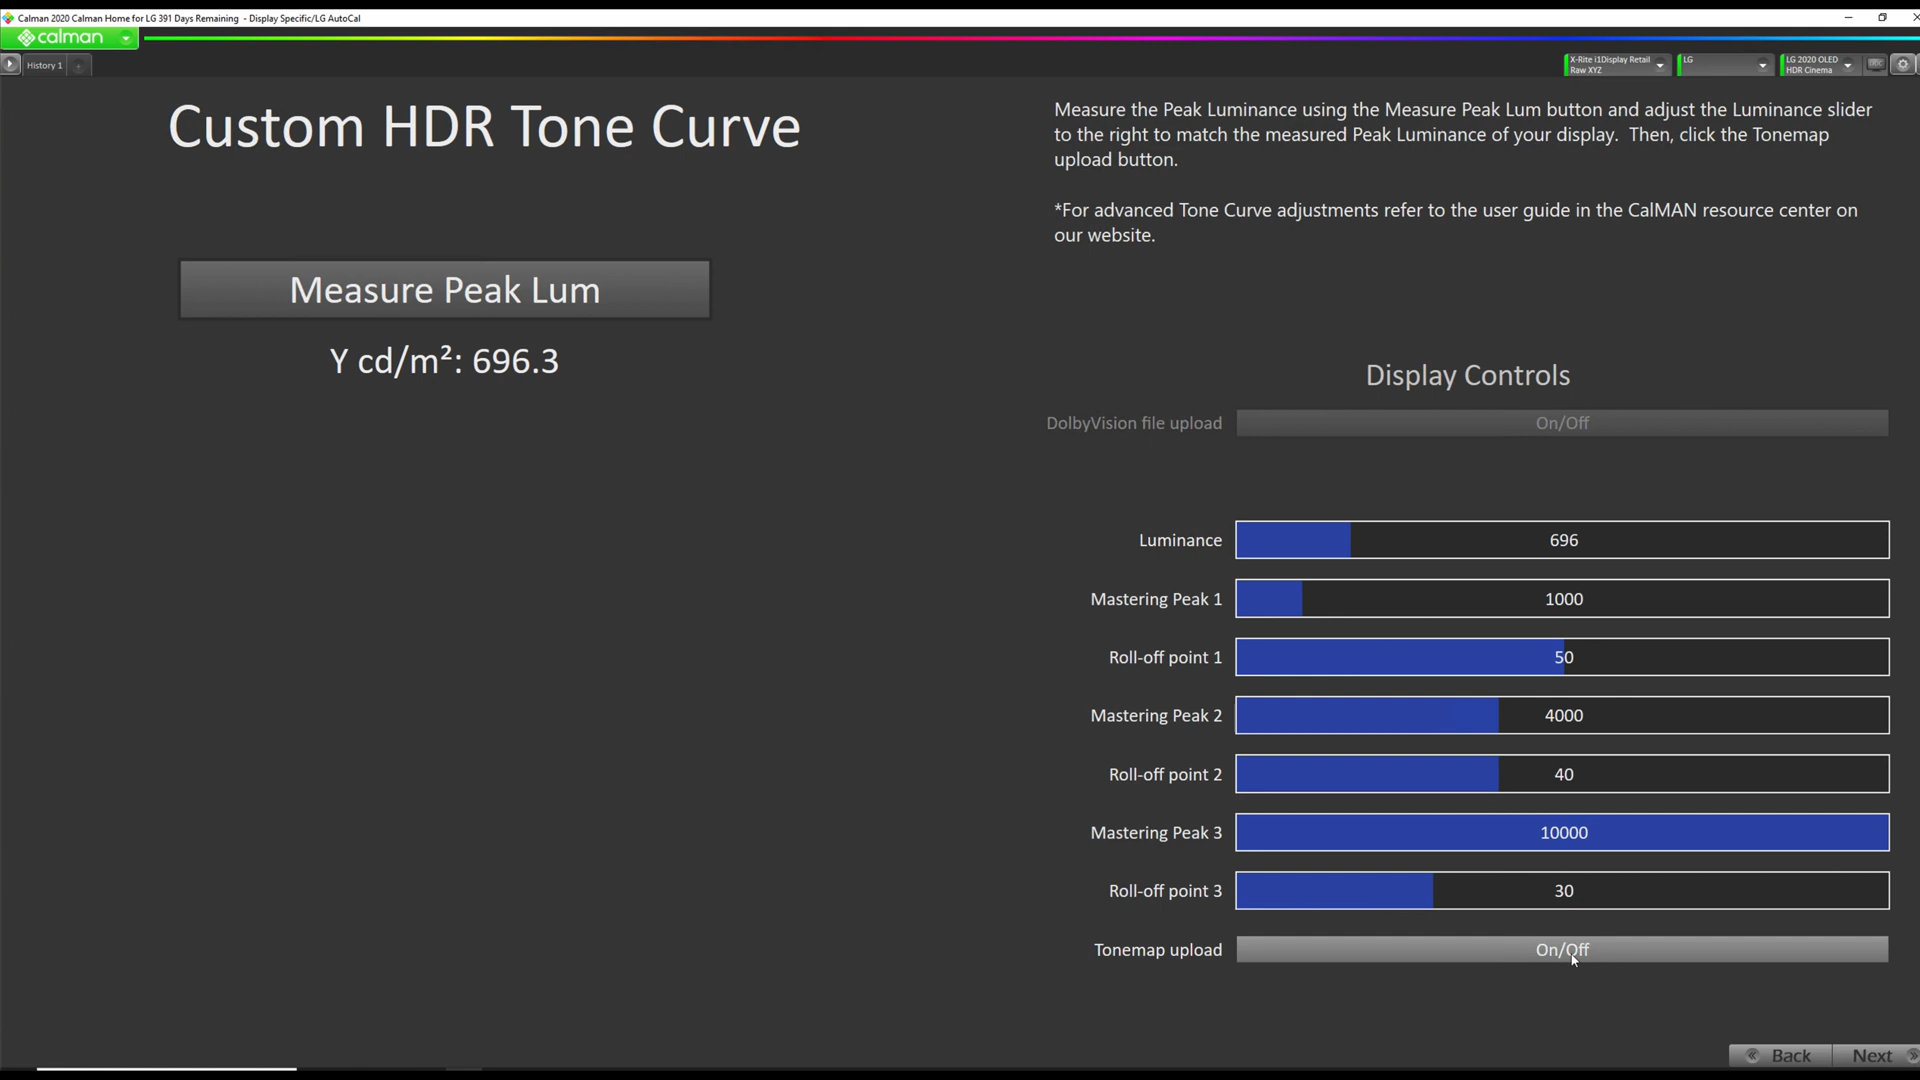 Calman 2020 Calman Home for LG 391 Days Remaining  - Display Specific/LG AutoCal
calman
History 1
X-Rite i1Display Retail
Raw XYZ
LG
LG 2020 OLED
HDR Cinema
Custom HDR Tone Curve
Measure the Peak Luminance using the Measure Peak Lum button and adjust the Luminance slider
to the right to match the measured Peak Luminance of your display.  Then, click the Tonemap
upload button.
*For advanced Tone Curve adjustments refer to the user guide in the CalMAN resource center on
our website.
Measure Peak Lum
Y cd/m²: 696.3
Display Controls
DolbyVision file upload On/Off
Luminance 696
Mastering Peak 1 1000
Roll-off point 1 50
Mastering Peak 2 4000
Roll-off point 2 40
Mastering Peak 3 10000
Roll-off point 3 30
Tonemap upload On/Off
Back Next